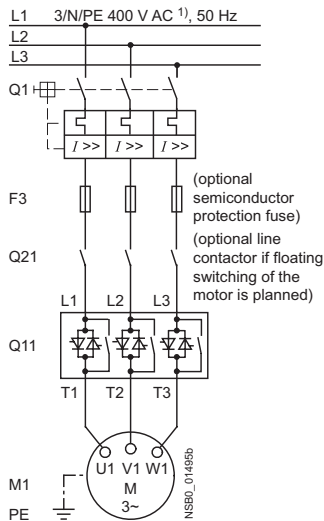 L1 3/N/PE 400 V AC 1), 50 Hz
L2
L3
Q1
I >> I >> I >>
F3
(optional
semiconductor
protection fuse)
Q21
(optional line
contactor if floating
switching of the
motor is planned)
L1 L2 L3
Q11
T1 T2 T3
U1 V1 W1
M1
M
3~
PE
NSB0_01495b